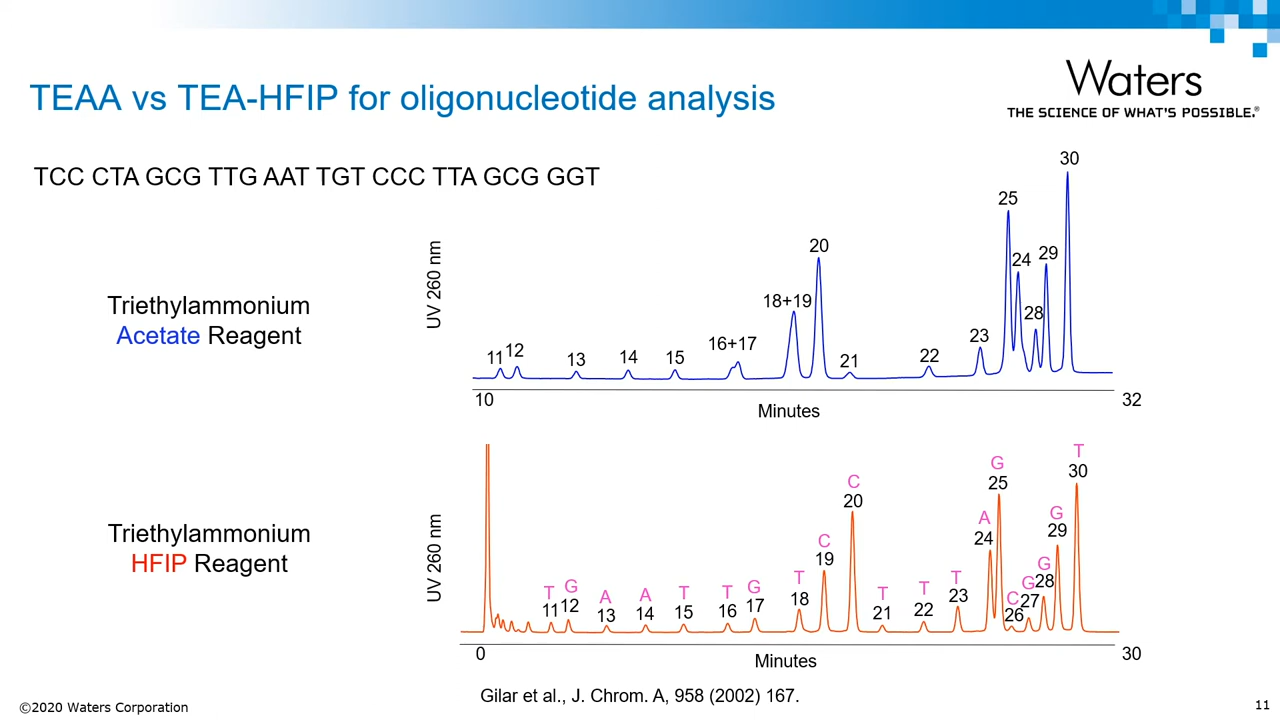 Waters
THE SCIENCE OF WHAT'S POSSIBLE.®
TEAA vs TEA-HFIP for oligonucleotide analysis
TCC CTA GCG TTG AAT TGT CCC TTA GCG GGT
Triethylammonium
Acetate Reagent
UV 260 nm
11 12 13 14 15 16+17 18+19 20 21 22 23 25 24 28 29 30
10 32
Minutes
Triethylammonium
HFIP Reagent
UV 260 nm
T G A A T T G T C C T T T A G C G G G T
11 12 13 14 15 16 17 18 19 20 21 22 23 24 25 26 27 28 29 30
0 30
Minutes
Gilar et al., J. Chrom. A, 958 (2002) 167.
©2020 Waters Corporation
11